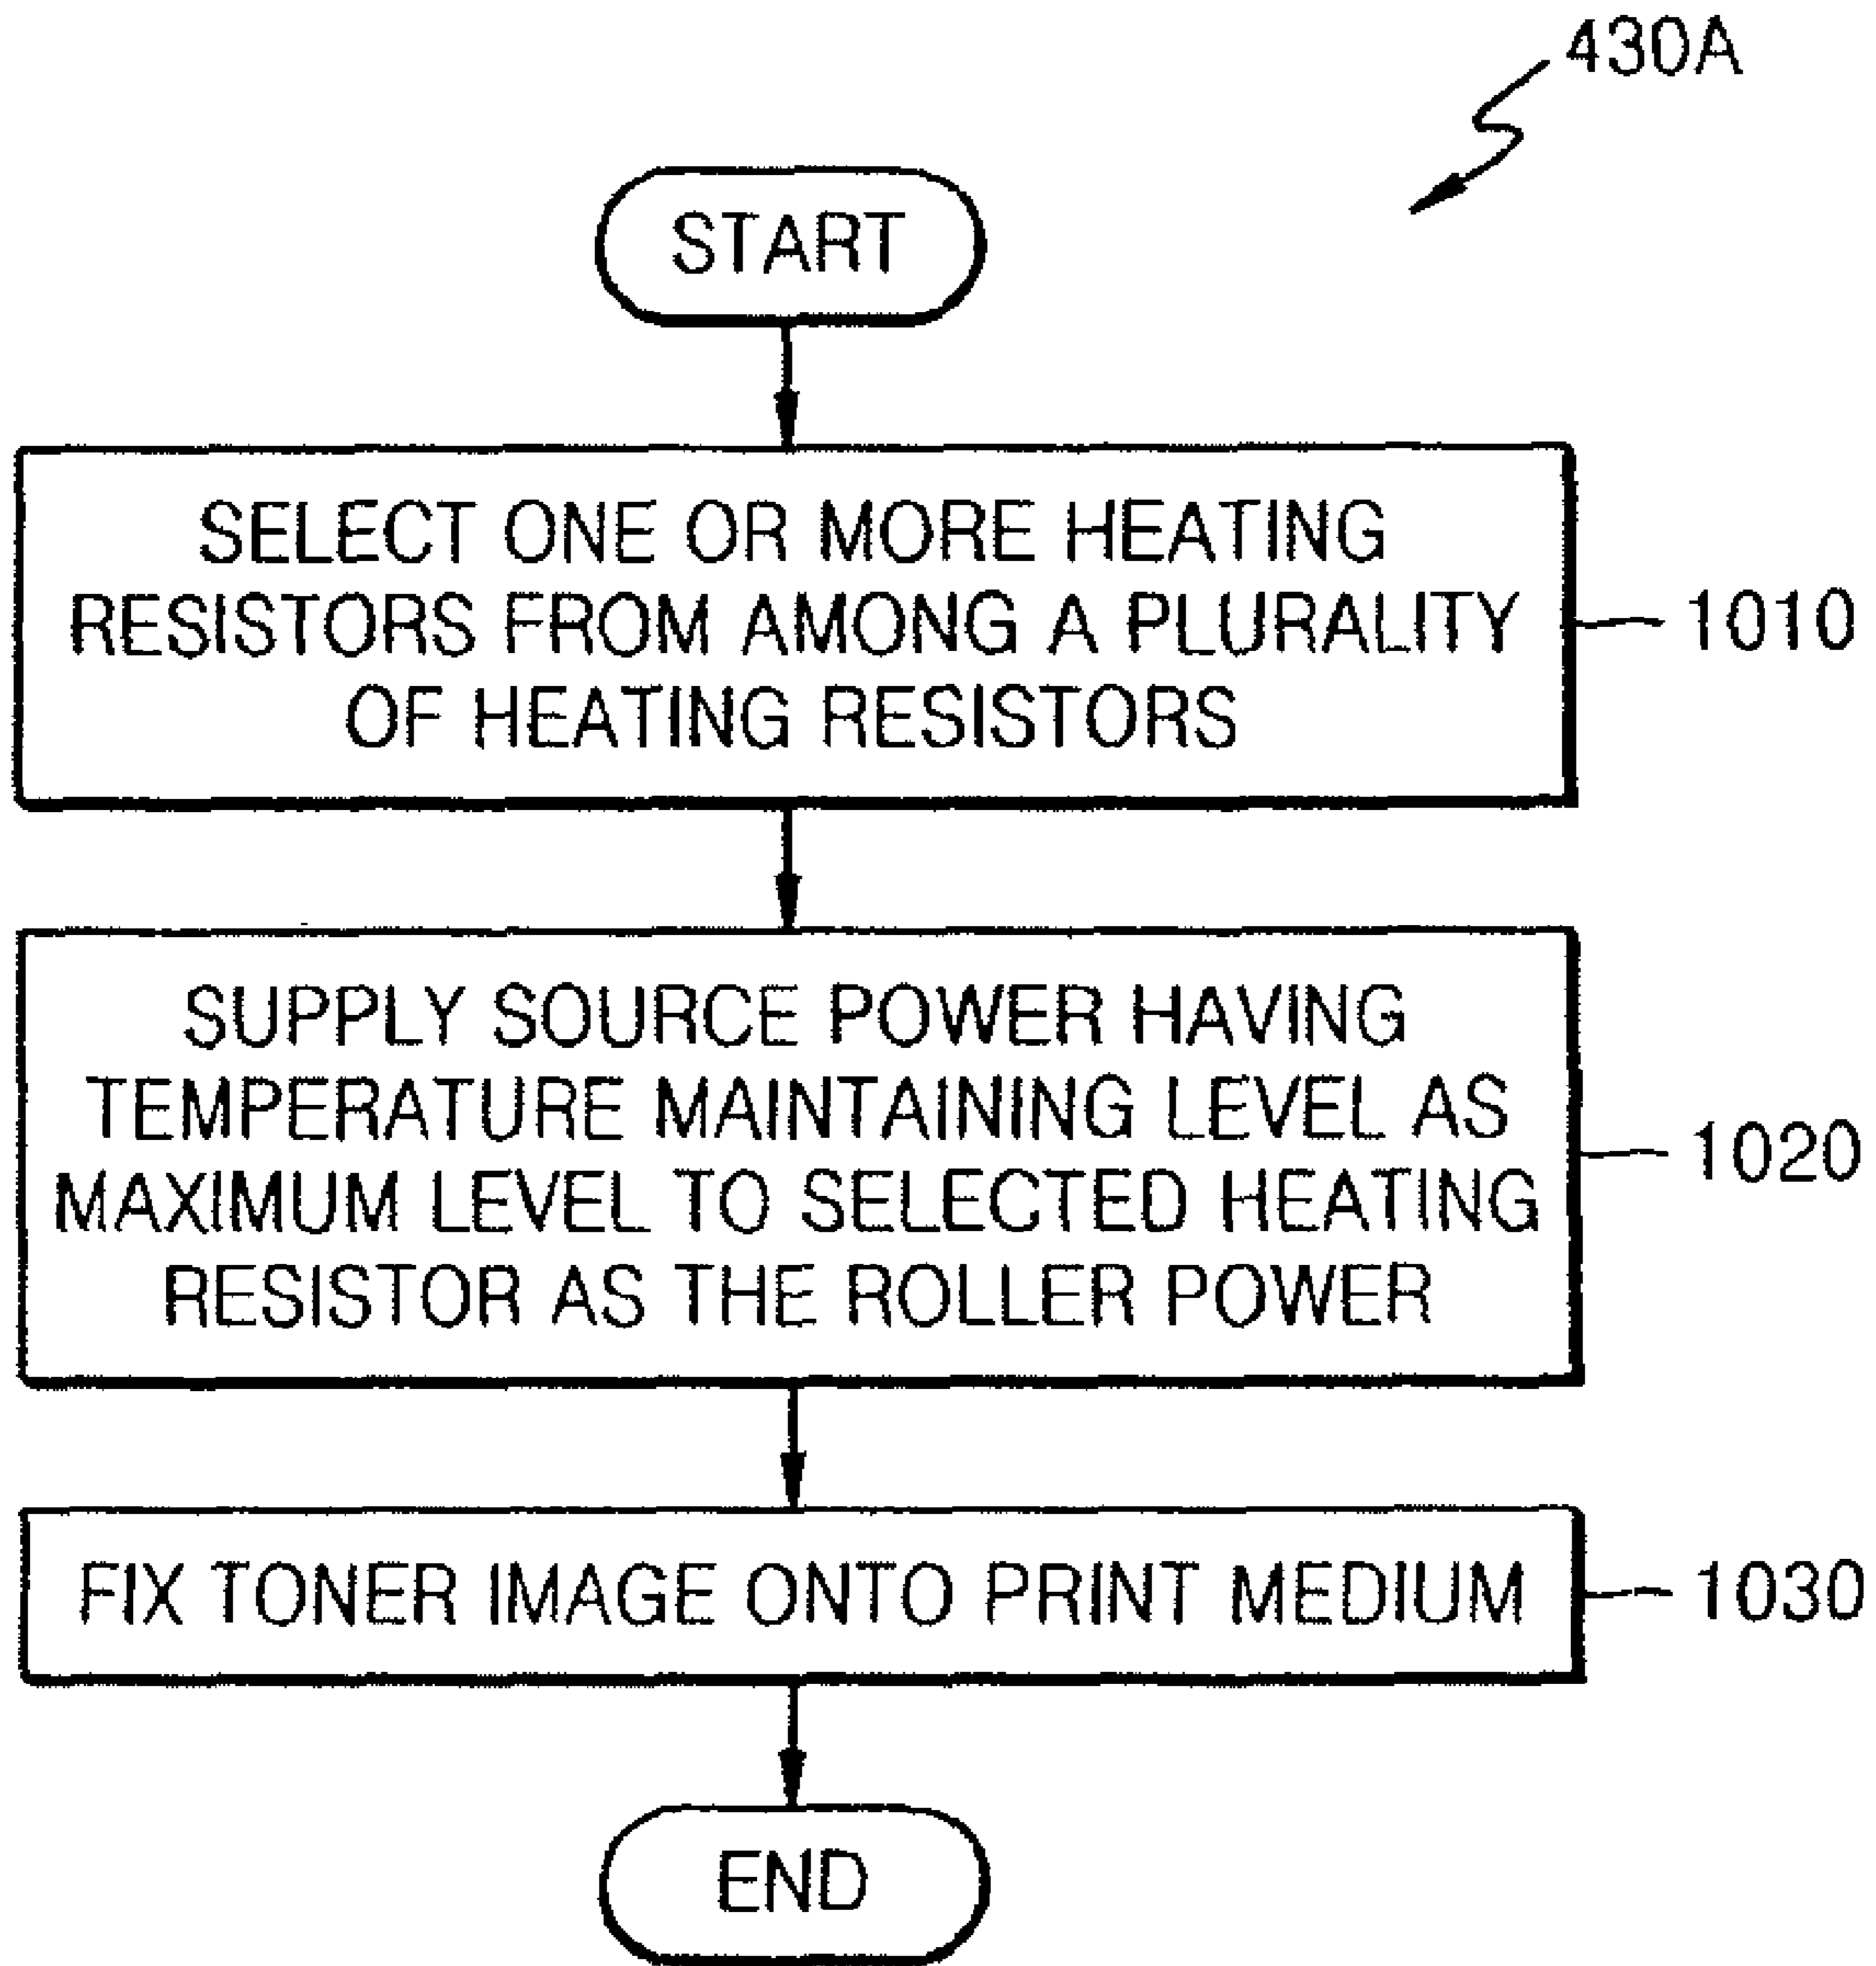 430A
START
SELECT ONE OR MORE HEATING
RESISTORS FROM AMONG A PLURALITY
OF HEATING RESISTORS
1010
SUPPLY SOURCE POWER HAVING
TEMPERATURE MAINTAINING LEVEL AS
MAXIMUM LEVEL TO SELECTED HEATING
RESISTOR AS THE ROLLER POWER
1020
FIX TONER IMAGE ONTO PRINT MEDIUM
1030
END